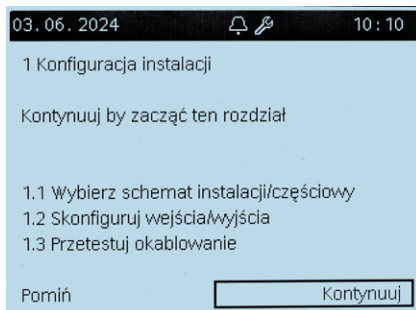 03.06.2024 10:10
1 Konfiguracja instalacji
Kontynuuj by zacząć ten rozdział
1.1 Wybierz schemat instalacji/częściowy
1.2 Skonfiguruj wejścia/wyjścia
1.3 Przetestuj okablowanie
Pomiń Kontynuuj